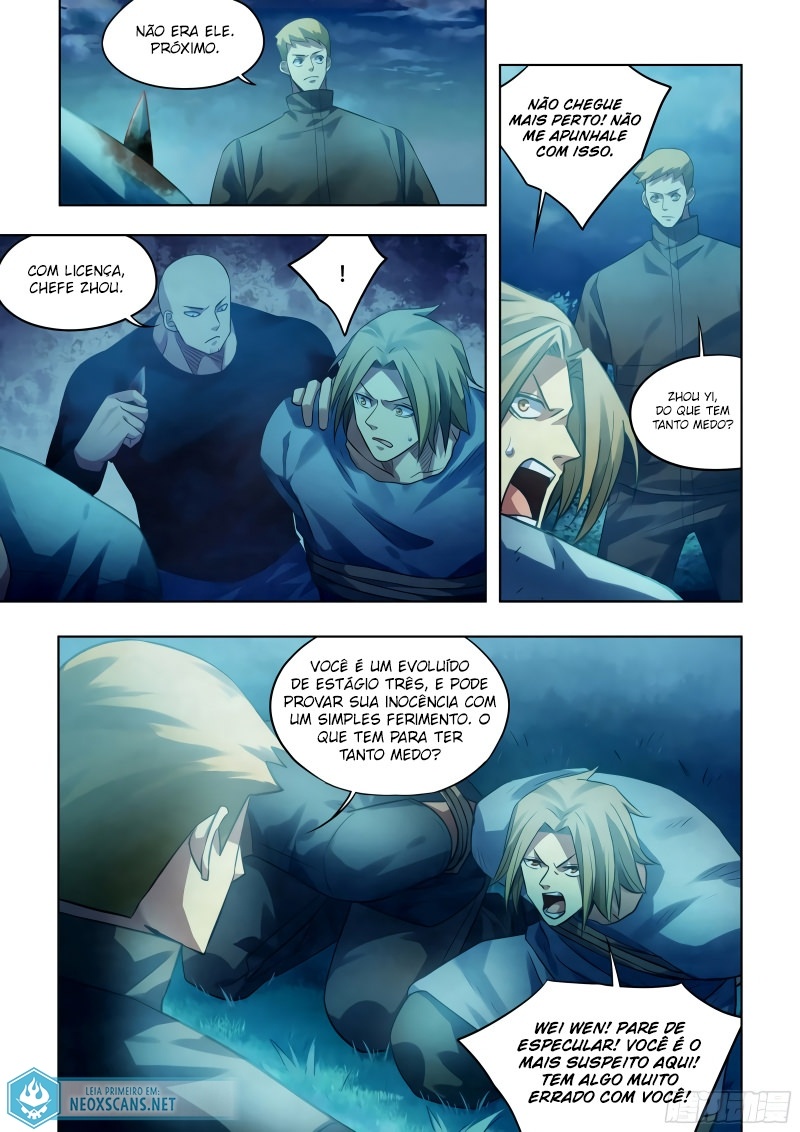 NÃO ERA ELE.
PRÓXIMO.
COM LICENÇA,
CHEFE ZHOU.
!
NÃO CHEGUE
MAIS PERTO! NÃO
ME APUNHALE
COM ISSO.
ZHOU YI,
DO QUE TEM
TANTO MEDO?
VOCÊ É UM EVOLUÍDO
DE ESTÁGIO TRÊS, E PODE
PROVAR SUA INOCÊNCIA COM
UM SIMPLES FERIMENTO. O
QUE TEM PARA TER
TANTO MEDO?
WEI WEN! PARE DE
ESPECULAR! VOCÊ É O
MAIS SUSPEITO AQUI!
TEM ALGO MUITO
ERRADO COM VOCÊ!
LEIA PRIMEIRO EM:
NEOXSCANS.NET